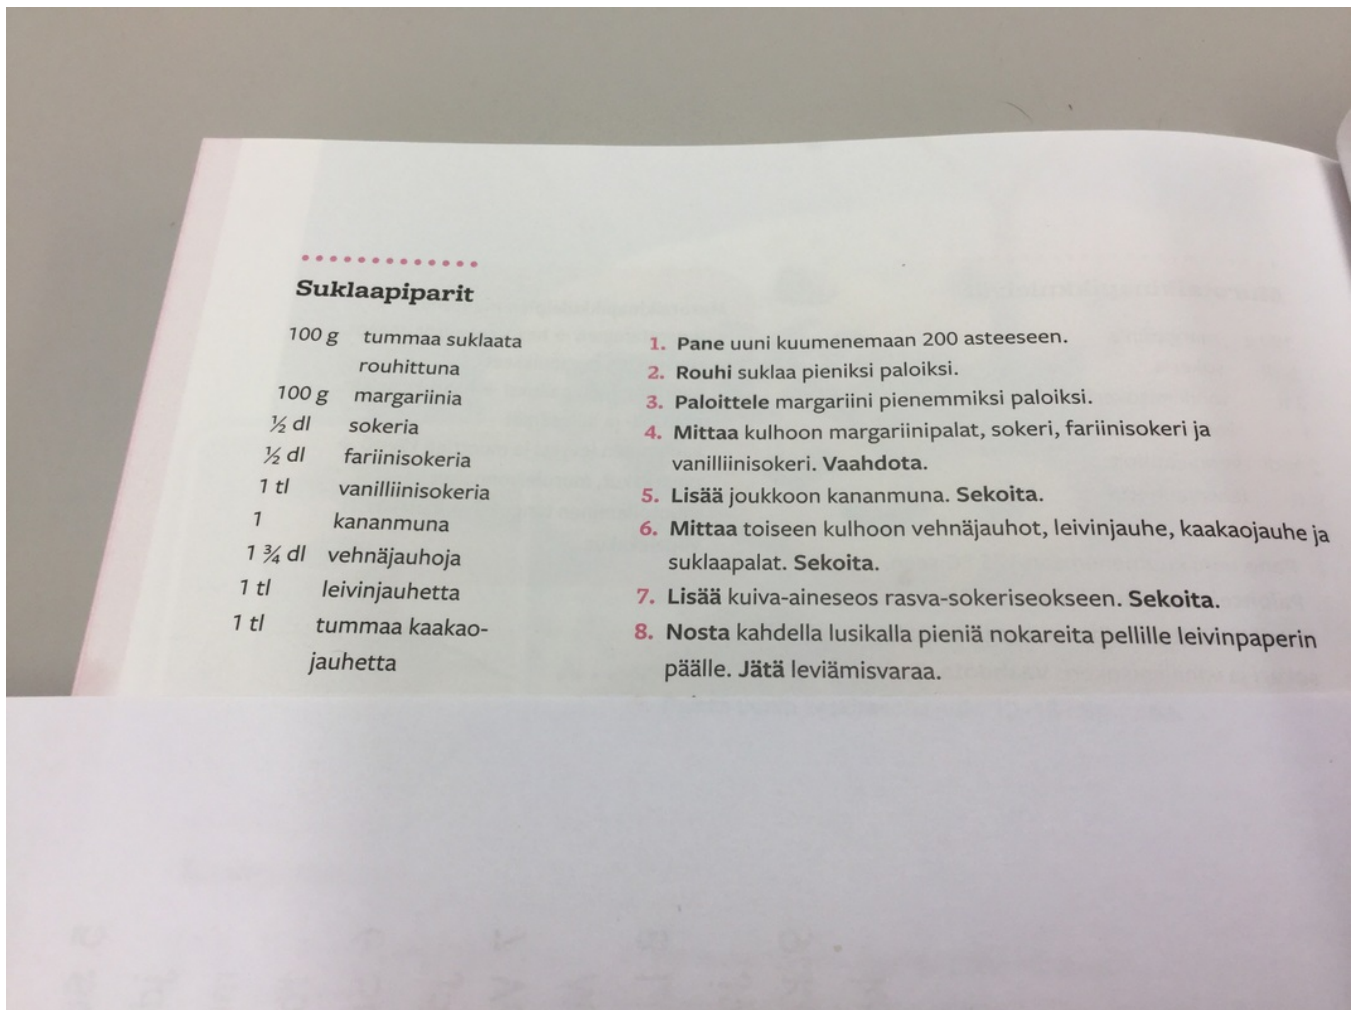 Suklaapiparit
100 g tummaa suklaata
rouhittuna
100 g margariinia
½ dl sokeria
½ dl fariinisokeria
1 tl vanilliinisokeria
1 kananmuna
1 ¾ dl vehnäjauhoja
1 tl leivinjauhetta
1 tl tummaa kaakao-
jauhetta
1. Pane uuni kuumenemaan 200 asteeseen.
2. Rouhi suklaa pieniksi paloiksi.
3. Paloittele margariini pienemmiksi paloiksi.
4. Mittaa kulhoon margariinipalat, sokeri, fariinisokeri ja
vanilliinisokeri. Vaahdota.
5. Lisää joukkoon kananmuna. Sekoita.
6. Mittaa toiseen kulhoon vehnäjauhot, leivinjauhe, kaakaojauhe ja
suklaapalat. Sekoita.
7. Lisää kuiva-aineseos rasva-sokeriseokseen. Sekoita.
8. Nosta kahdella lusikalla pieniä nokareita pellille leivinpaperin
päälle. Jätä leviämisvaraa.